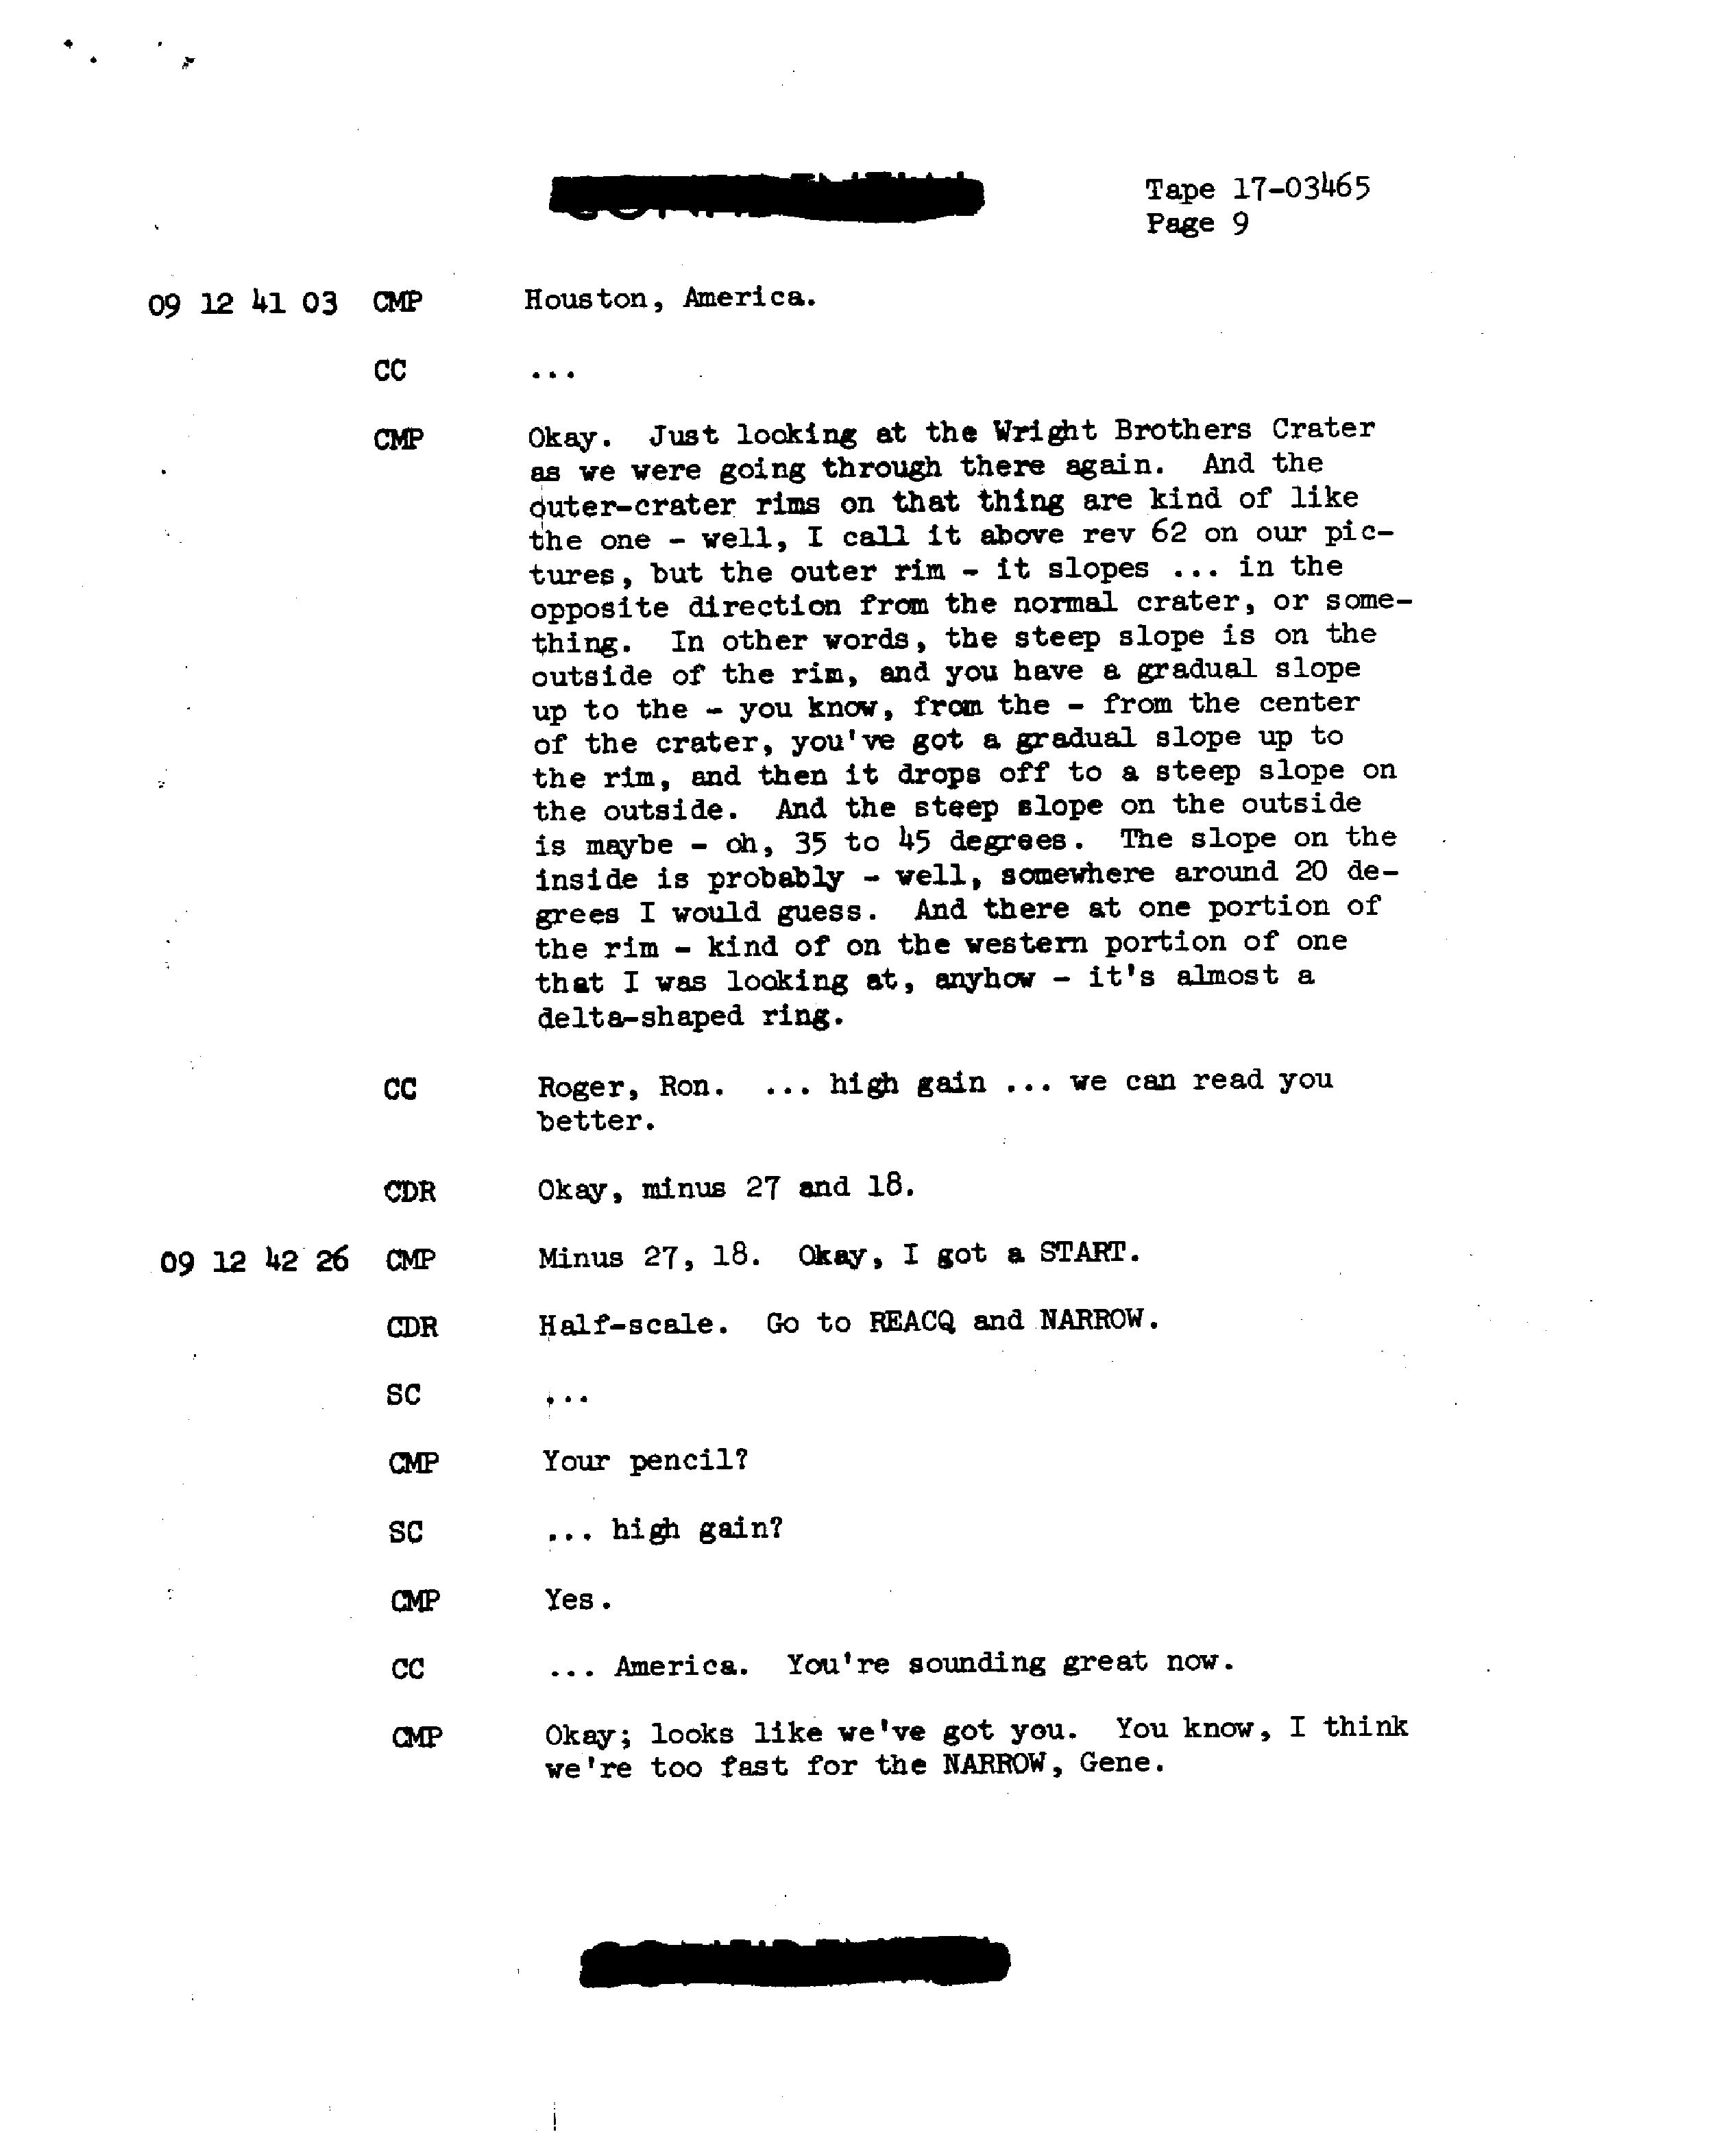 Tape 17-03465
Page 9
09 12 41 03 CMP Houston, America.
CC ...
CMP Okay. Just looking at the Wright Brothers Crater
as we were going through there again. And the
outer-crater rims on that thing are kind of like
the one - well, I call it above rev 62 on our pic-
tures, but the outer rim - it slopes ... in the
opposite direction from the normal crater, or some-
thing. In other words, the steep slope is on the
outside of the rim, and you have a gradual slope
up to the - you know, from the - from the center
of the crater, you've got a gradual slope up to
the rim, and then it drops off to a steep slope on
the outside. And the steep slope on the outside
is maybe - oh, 35 to 45 degrees. The slope on the
inside is probably - well, somewhere around 20 de-
grees I would guess. And there at one portion of
the rim - kind of on the western portion of one
that I was looking at, anyhow - it's almost a
delta-shaped ring.
CC Roger, Ron. ... high gain ... we can read you
better.
CDR Okay, minus 27 and 18.
09 12 42 26 CMP Minus 27, 18. Okay, I got a START.
CDR Half-scale. Go to REACQ and NARROW.
SC ...
CMP Your pencil?
SC ... high gain?
CMP Yes.
CC ... America. You're sounding great now.
CMP Okay; looks like we've got you. You know, I think
we're too fast for the NARROW, Gene.